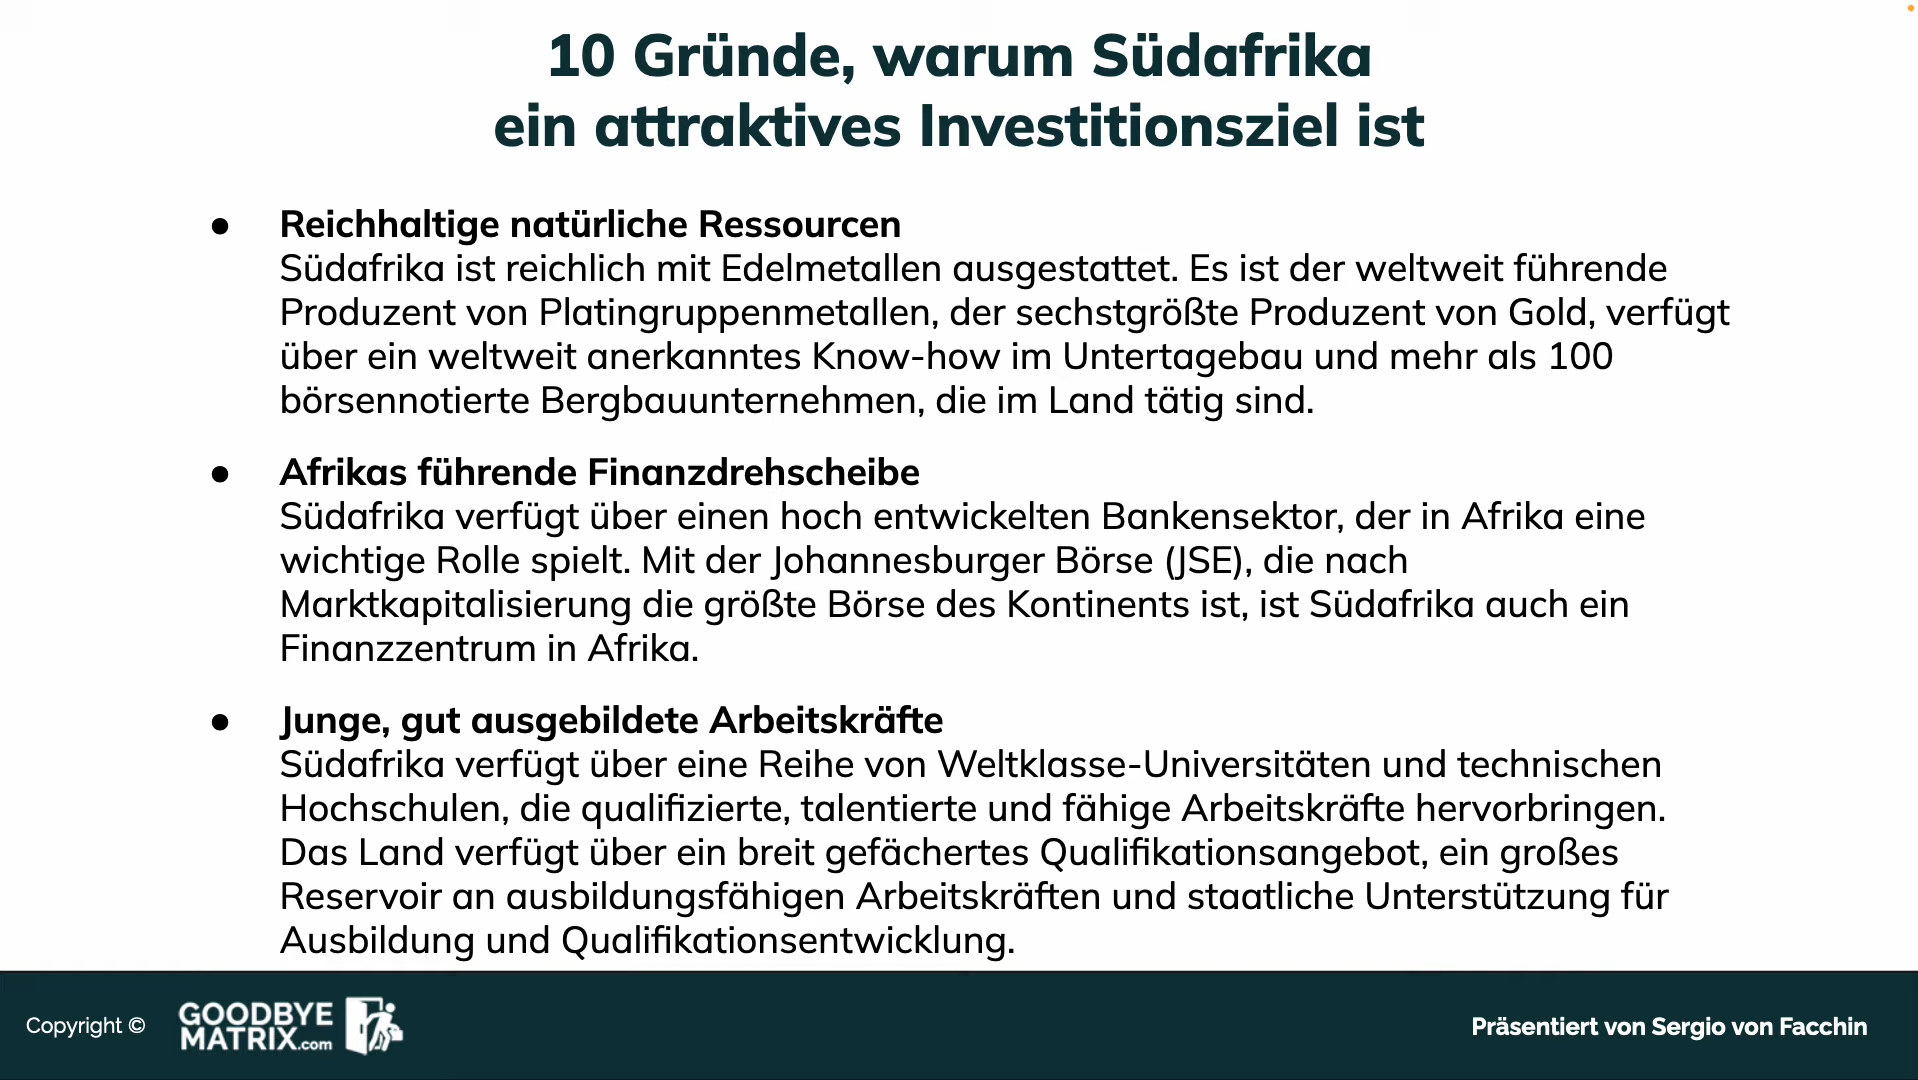 10 Gründe, warum Südafrika
ein attraktives Investitionsziel ist
● Reichhaltige natürliche Ressourcen
Südafrika ist reichlich mit Edelmetallen ausgestattet. Es ist der weltweit führende
Produzent von Platingruppenmetallen, der sechstgrößte Produzent von Gold, verfügt
über ein weltweit anerkanntes Know-how im Untertagebau und mehr als 100
börsennotierte Bergbauunternehmen, die im Land tätig sind.
● Afrikas führende Finanzdrehscheibe
Südafrika verfügt über einen hoch entwickelten Bankensektor, der in Afrika eine
wichtige Rolle spielt. Mit der Johannesburger Börse (JSE), die nach
Marktkapitalisierung die größte Börse des Kontinents ist, ist Südafrika auch ein
Finanzzentrum in Afrika.
● Junge, gut ausgebildete Arbeitskräfte
Südafrika verfügt über eine Reihe von Weltklasse-Universitäten und technischen
Hochschulen, die qualifizierte, talentierte und fähige Arbeitskräfte hervorbringen.
Das Land verfügt über ein breit gefächertes Qualifikationsangebot, ein großes
Reservoir an ausbildungsfähigen Arbeitskräften und staatliche Unterstützung für
Ausbildung und Qualifikationsentwicklung.
Copyright ©
GOODBYE
MATRIX.com
Präsentiert von Sergio von Facchin